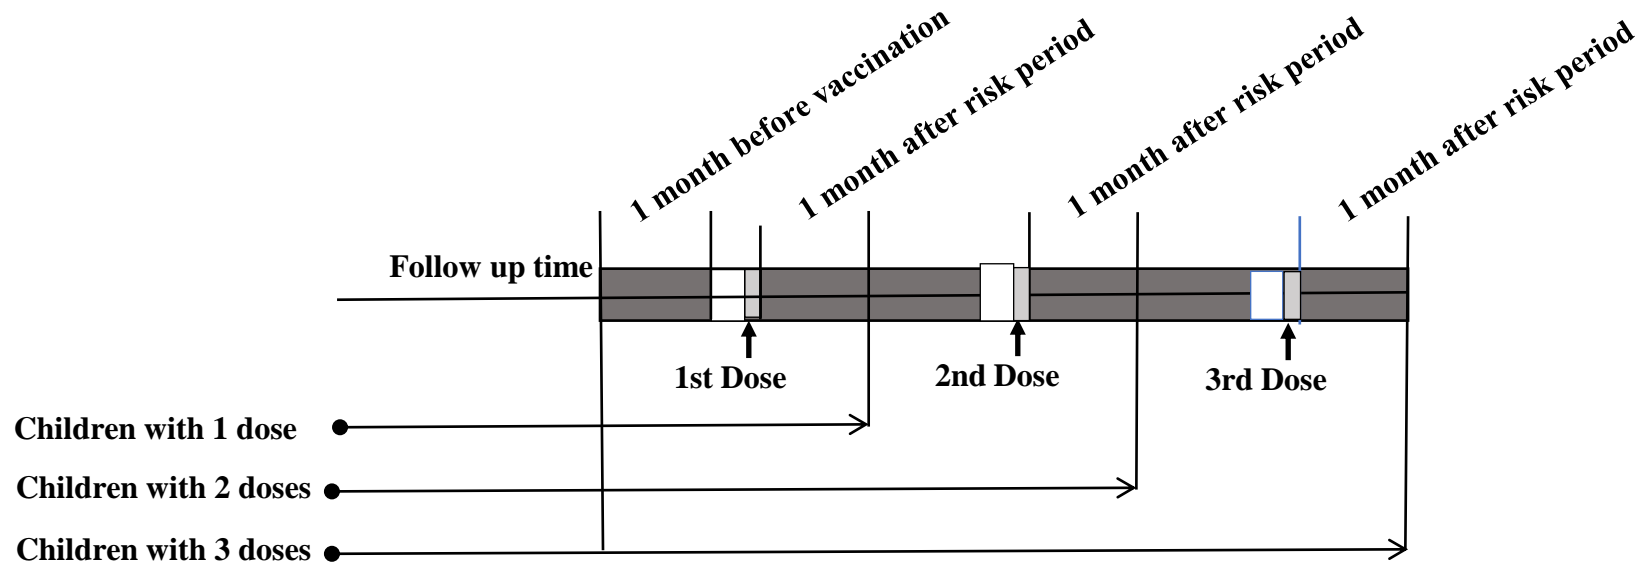 1 month before vaccination
1 month after risk period
1 month after risk period
1 month after risk period
Follow up time
1st Dose
2nd Dose
3rd Dose
Children with 1 dose
Children with 2 doses
Children with 3 doses